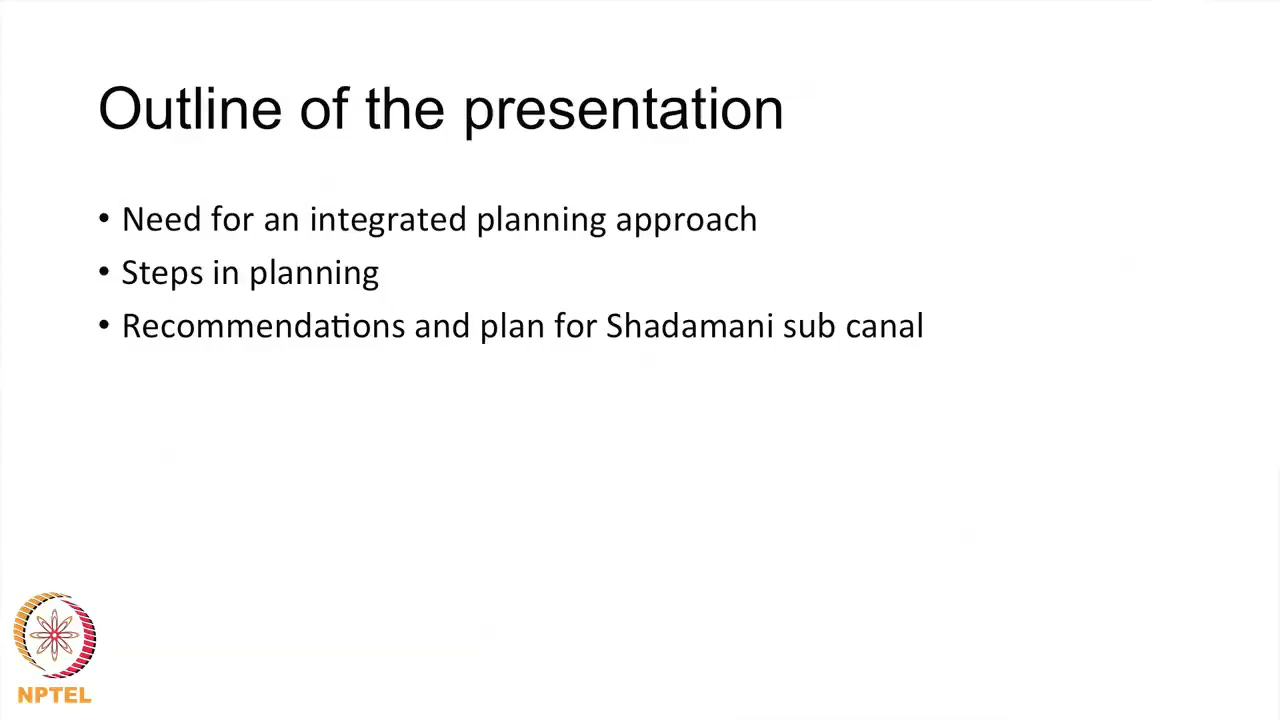 Outline of the presentation
• Need for an integrated planning approach
• Steps in planning
• Recommendations and plan for Shadamani sub canal
NPTEL